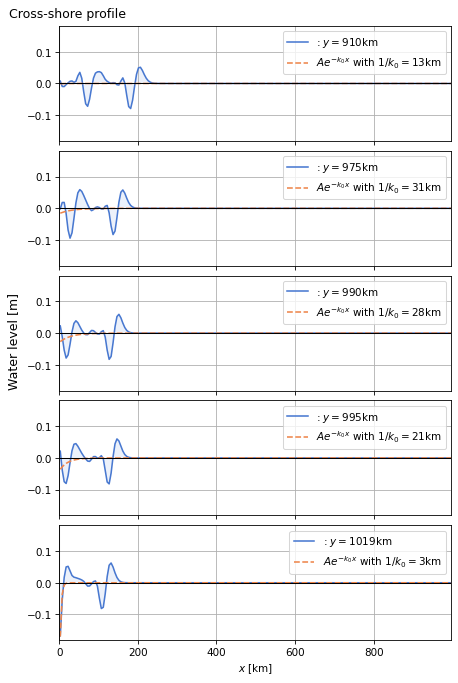 Cross-shore profile
0.1
0.0
−0.1
: y = 910km
Ae^{−k₀x} with 1/k₀ = 13km
0.1
0.0
−0.1
: y = 975km
Ae^{−k₀x} with 1/k₀ = 31km
0.1
0.0
−0.1
: y = 990km
Ae^{−k₀x} with 1/k₀ = 28km
Water level [m]
0.1
0.0
−0.1
: y = 995km
Ae^{−k₀x} with 1/k₀ = 21km
0.1
0.0
−0.1
: y = 1019km
Ae^{−k₀x} with 1/k₀ = 3km
0 200 400 600 800
x [km]